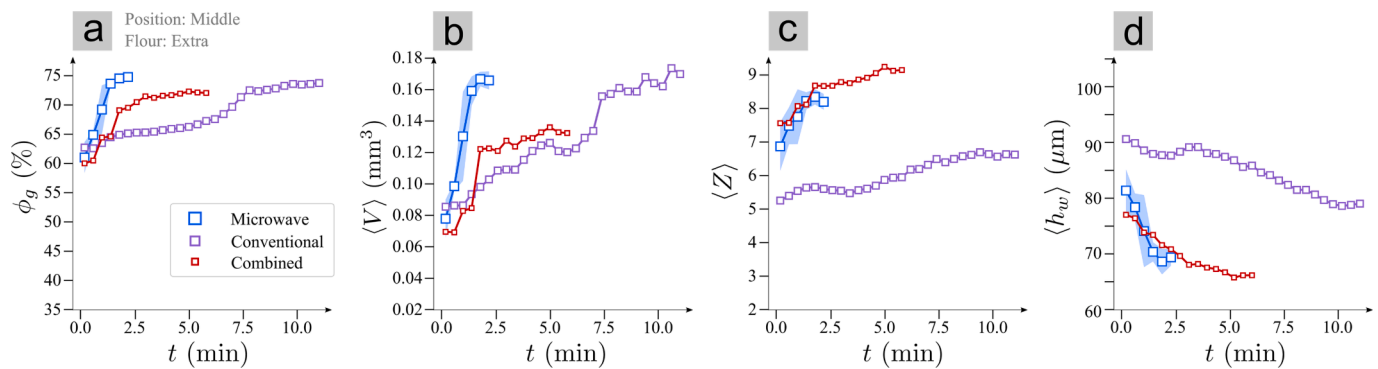 a
Position: Middle
Flour: Extra
ϕg (%)
75
70
65
60
55
50
45
40
35
Microwave
Conventional
Combined
0.0 2.5 5.0 7.5 10.0
t (min)
b
⟨V⟩ (mm³)
0.18
0.16
0.14
0.12
0.10
0.08
0.06
0.04
0.02
0.0 2.5 5.0 7.5 10.0
t (min)
c
⟨Z⟩
9
8
7
6
5
4
3
2
0.0 2.5 5.0 7.5 10.0
t (min)
d
⟨hw⟩ (μm)
100
90
80
70
60
0.0 2.5 5.0 7.5 10.0
t (min)